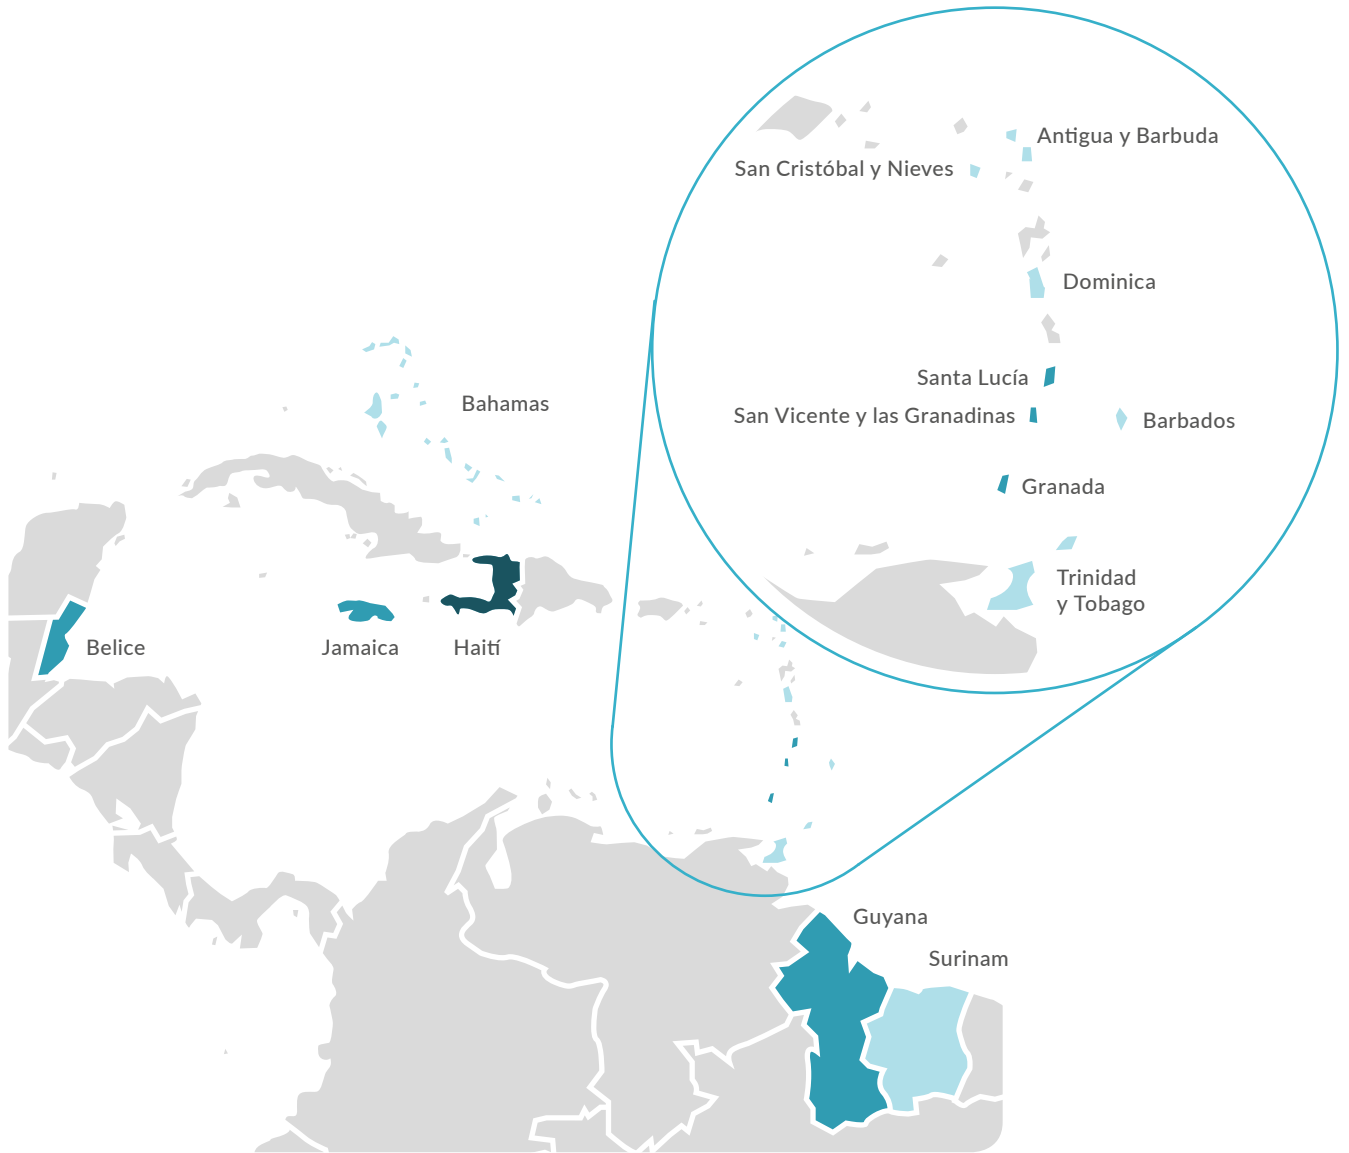 Antigua y Barbuda
San Cristóbal y Nieves
Dominica
Santa Lucía
San Vicente y las Granadinas
Barbados
Granada
Trinidad
y Tobago
Bahamas
Belice
Jamaica
Haití
Guyana
Surinam